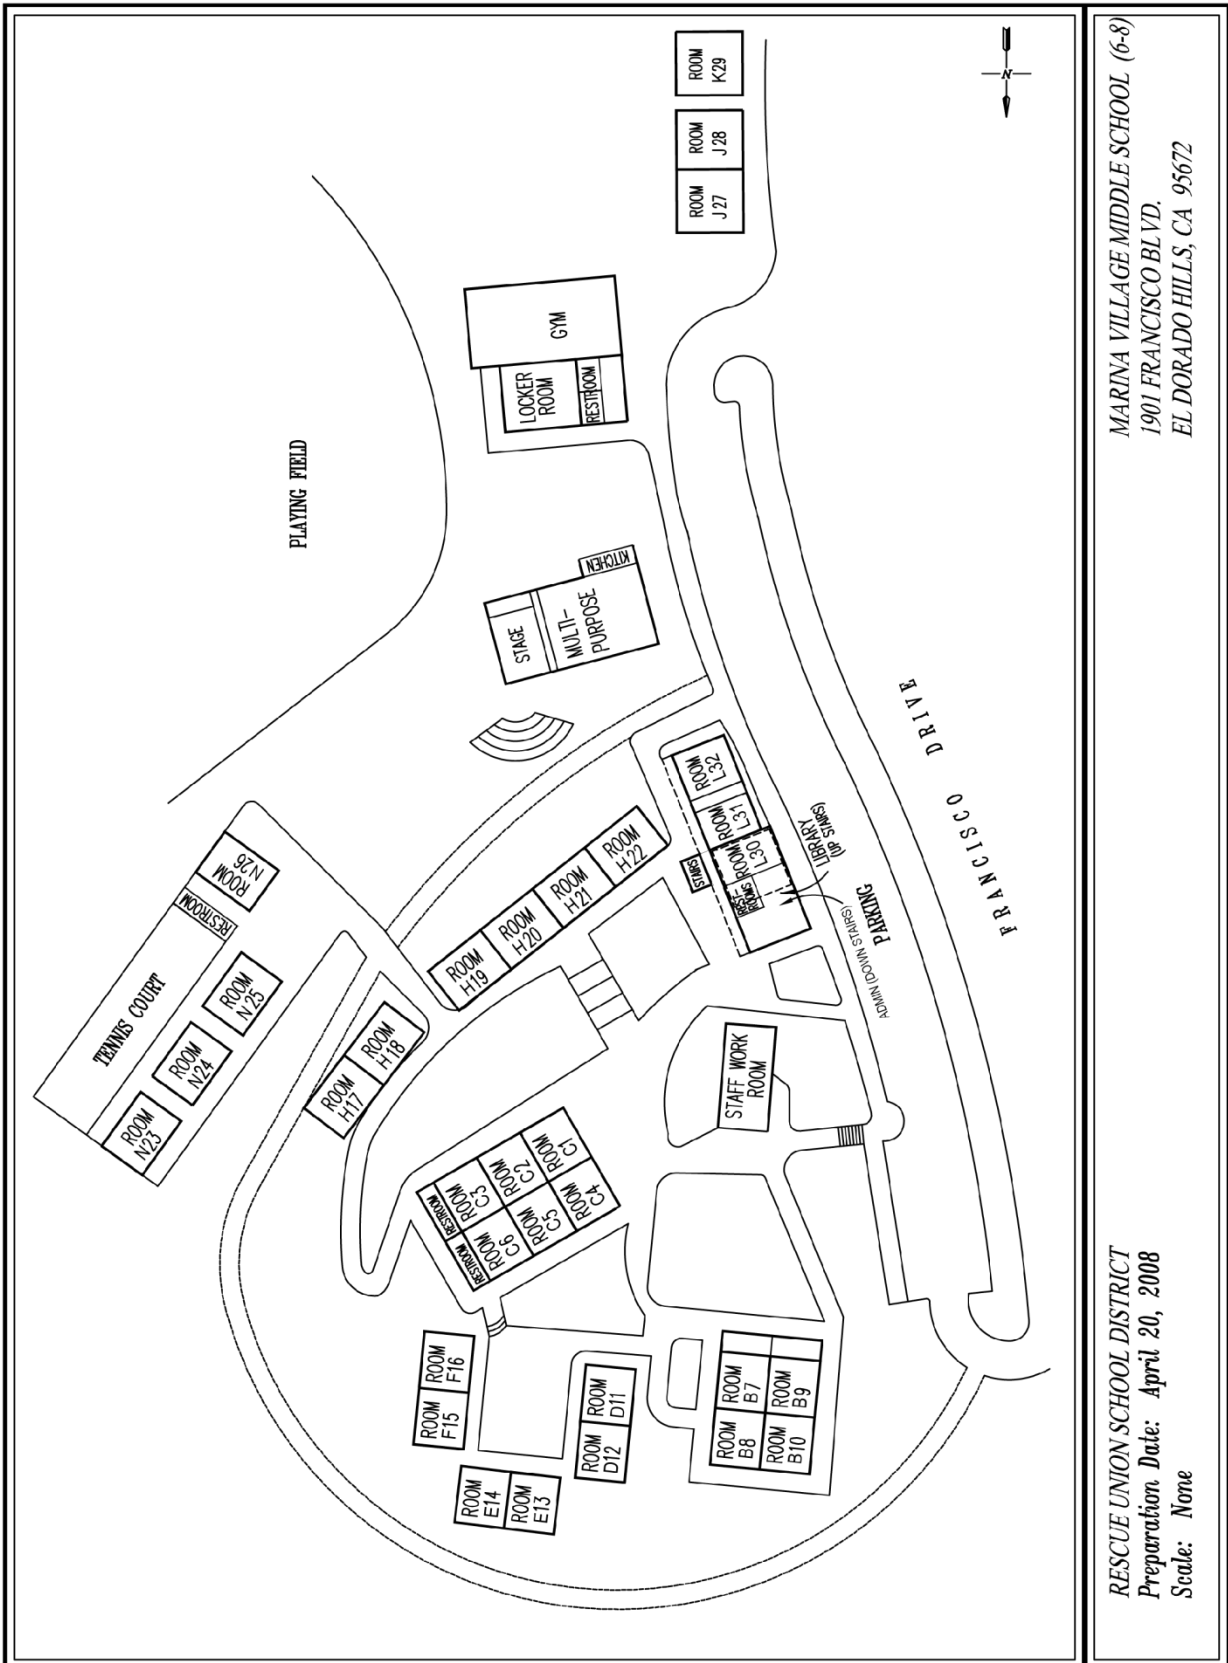 PLAYING FIELD
TENNIS COURT
ROOM
N23
ROOM
N24
ROOM
N25
RESTROOM
ROOM
N26
ROOM
H17
ROOM
H18
ROOM
H19
ROOM
H20
ROOM
H21
ROOM
H22
STAGE
MULTI-
PURPOSE
KITCHEN
LOCKER
ROOM
RESTROOM
GYM
ROOM
J27
ROOM
J28
ROOM
K29
N
ROOM
E14
ROOM
E13
ROOM
F15
ROOM
F16
ROOM
D12
ROOM
D11
RESTROOM
RESTROOM
ROOM
C6
ROOM
C3
ROOM
C5
ROOM
C2
ROOM
C4
ROOM
C1
ROOM
B8
ROOM
B7
ROOM
B10
ROOM
B9
STAFF WORK
ROOM
STAIRS
REST-
ROOMS
ROOM
L30
ROOM
L31
ROOM
L32
LIBRARY
(UP STAIRS)
ADMIN (DOWN STAIRS)
PARKING
FRANCISCO DRIVE
RESCUE UNION SCHOOL DISTRICT
Preparation Date: April 20, 2008
Scale: None
MARINA VILLAGE MIDDLE SCHOOL (6-8)
1901 FRANCISCO BLVD.
EL DORADO HILLS, CA 95672